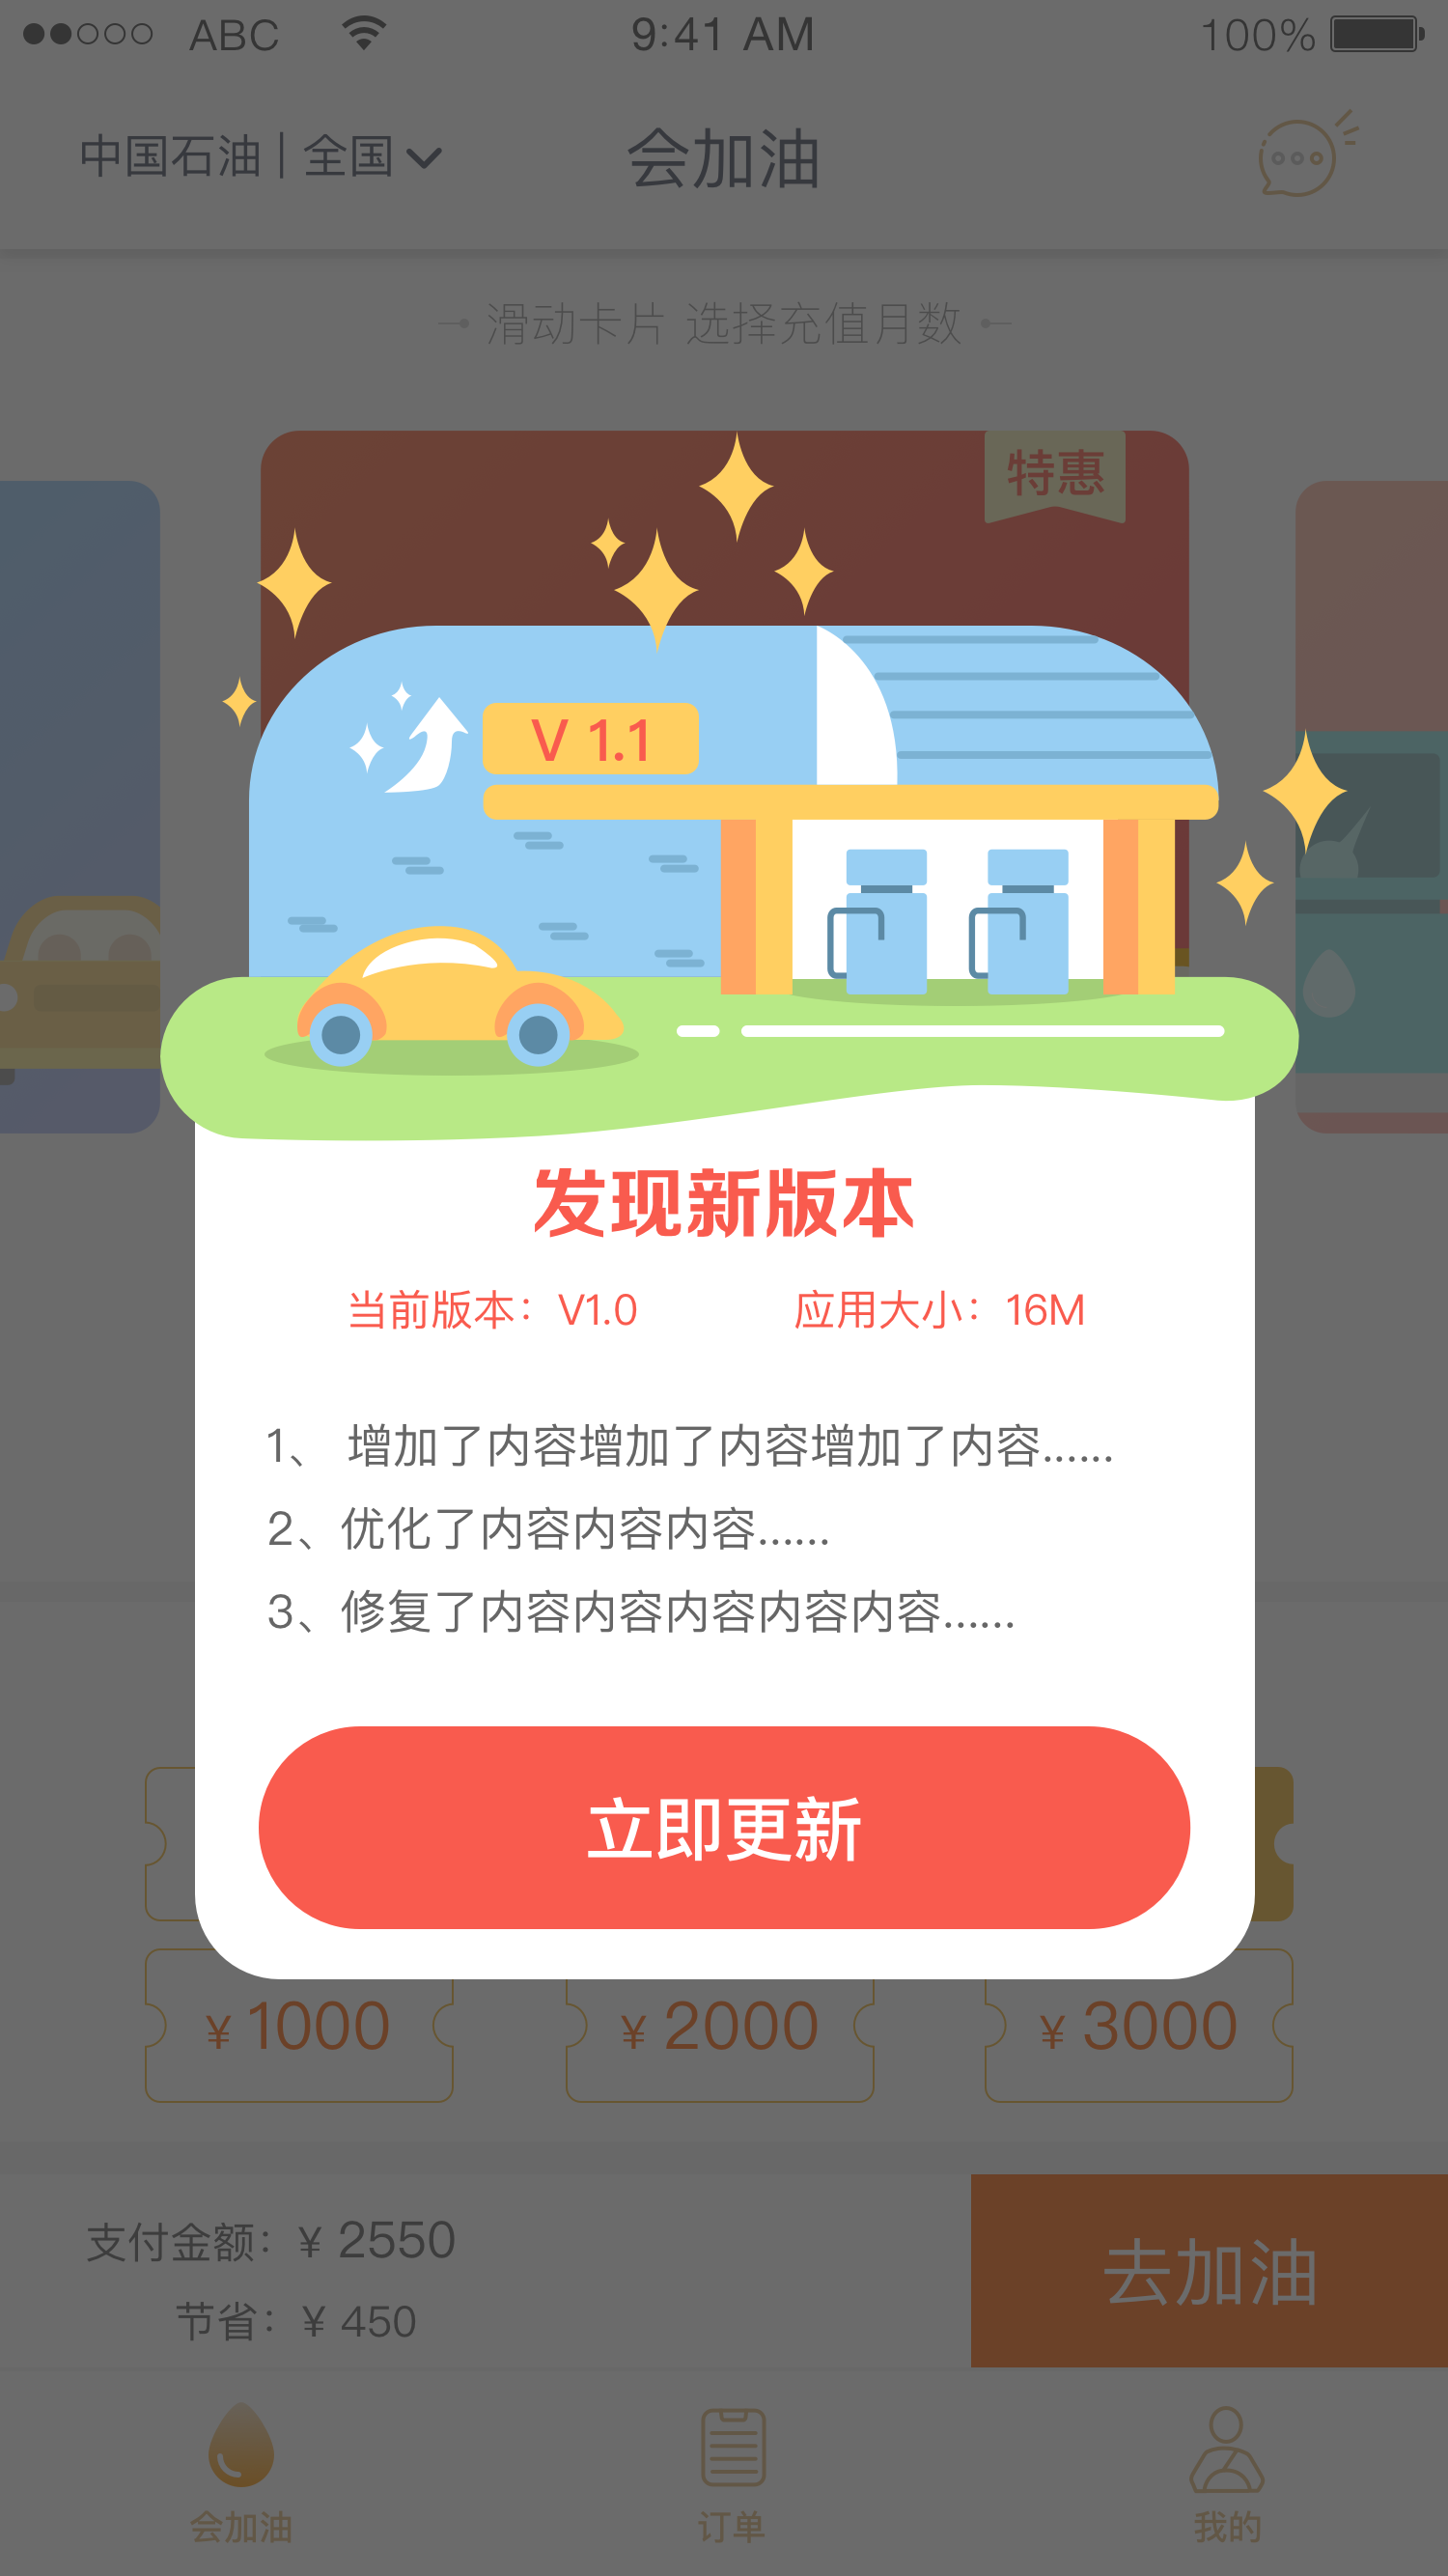 ABC 9:41 AM 100%
中国石油 | 全国 会加油
滑动卡片 选择充值月数
特惠
V 1.1
发现新版本
当前版本：V1.0 应用大小：16M
1、 增加了内容增加了内容增加了内容......
2、优化了内容内容内容......
3、修复了内容内容内容内容内容......
立即更新
¥ 1000 ¥ 2000 ¥ 3000
支付金额：¥ 2550
节省：¥ 450
去加油
会加油 订单 我的